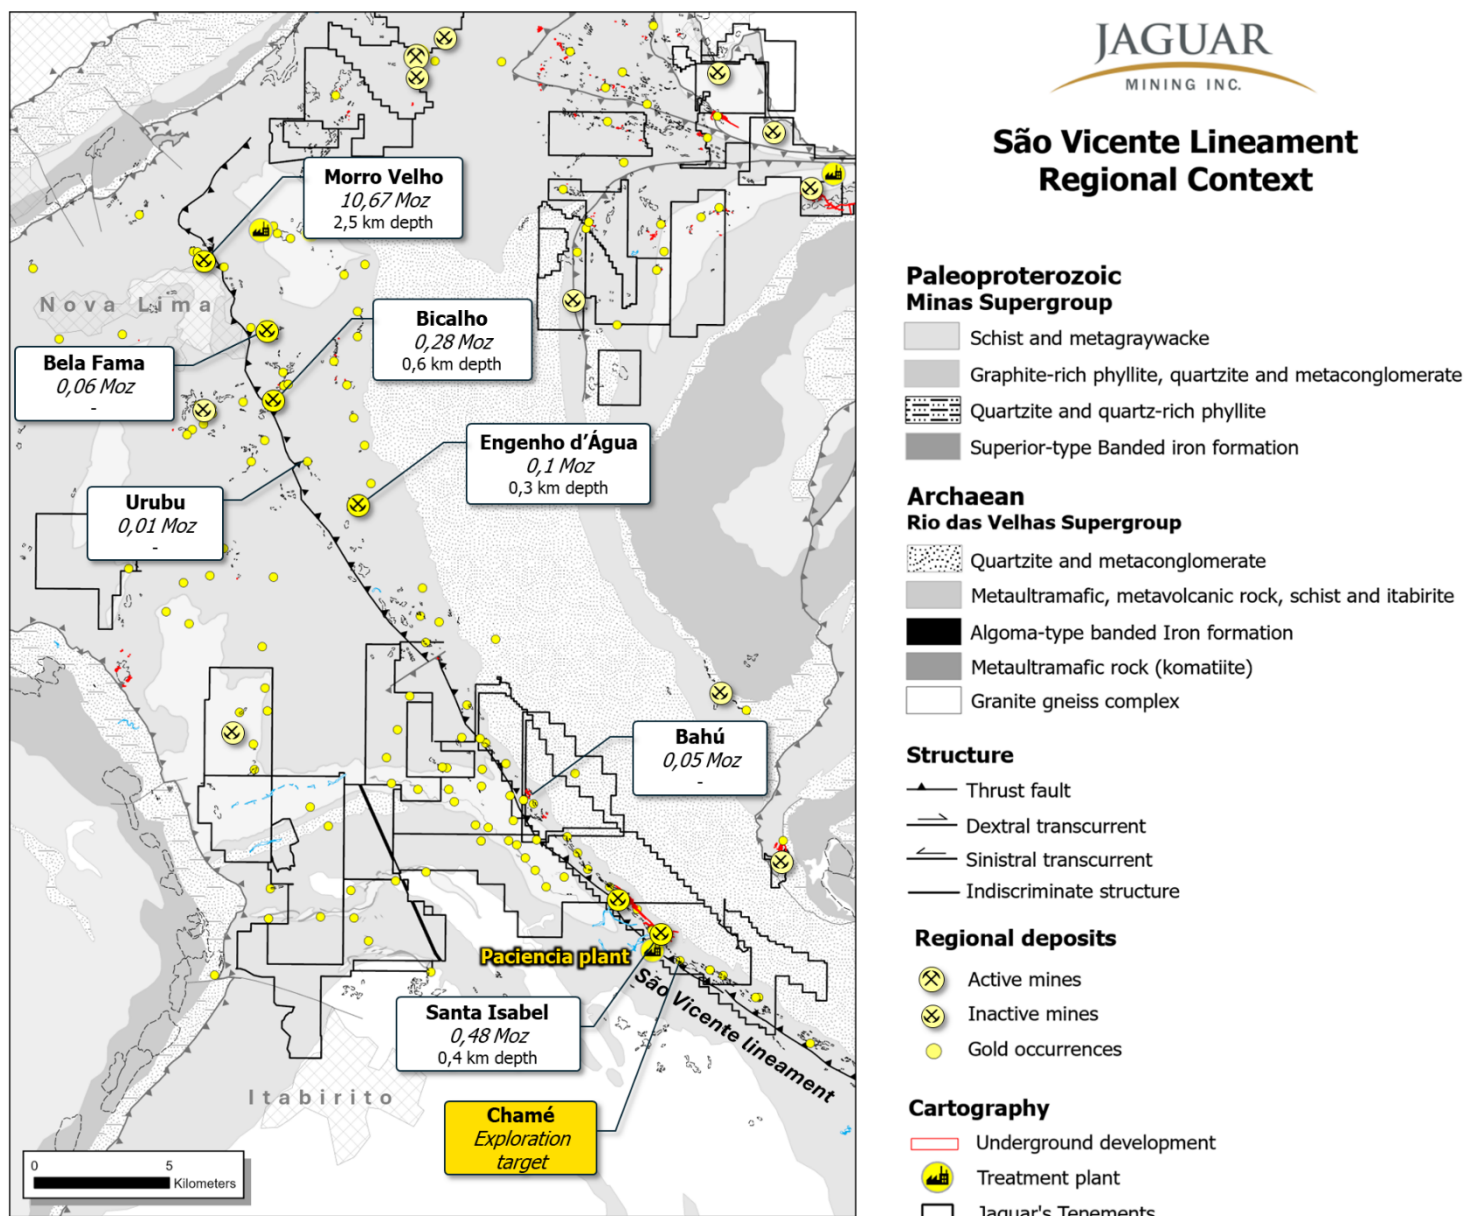 JAGUAR
MINING INC.
São Vicente Lineament
Regional Context
Morro Velho
10,67 Moz
2,5 km depth
Nova Lima
Bicalho
0,28 Moz
0,6 km depth
Bela Fama
0,06 Moz
-
Engenho d'Água
0,1 Moz
0,3 km depth
Urubu
0,01 Moz
-
Bahú
0,05 Moz
-
Paciencia plant
São Vicente lineament
Santa Isabel
0,48 Moz
0,4 km depth
Itabirito
Chamé
Exploration
target
0 5
Kilometers
Paleoproterozoic
Minas Supergroup
Schist and metagraywacke
Graphite-rich phyllite, quartzite and metaconglomerate
Quartzite and quartz-rich phyllite
Superior-type Banded iron formation
Archaean
Rio das Velhas Supergroup
Quartzite and metaconglomerate
Metaultramafic, metavolcanic rock, schist and itabirite
Algoma-type banded Iron formation
Metaultramafic rock (komatiite)
Granite gneiss complex
Structure
Thrust fault
Dextral transcurrent
Sinistral transcurrent
Indiscriminate structure
Regional deposits
Active mines
Inactive mines
Gold occurrences
Cartography
Underground development
Treatment plant
Jaguar's Tenements